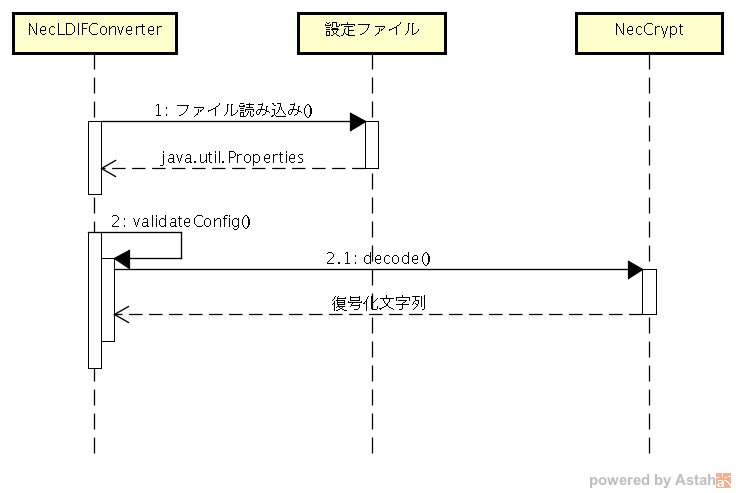 NecLDIFConverter
設定ファイル
NecCrypt
1: ファイル読み込み()
java.util.Properties
2: validateConfig()
2.1: decode()
復号化文字列
powered by Astah